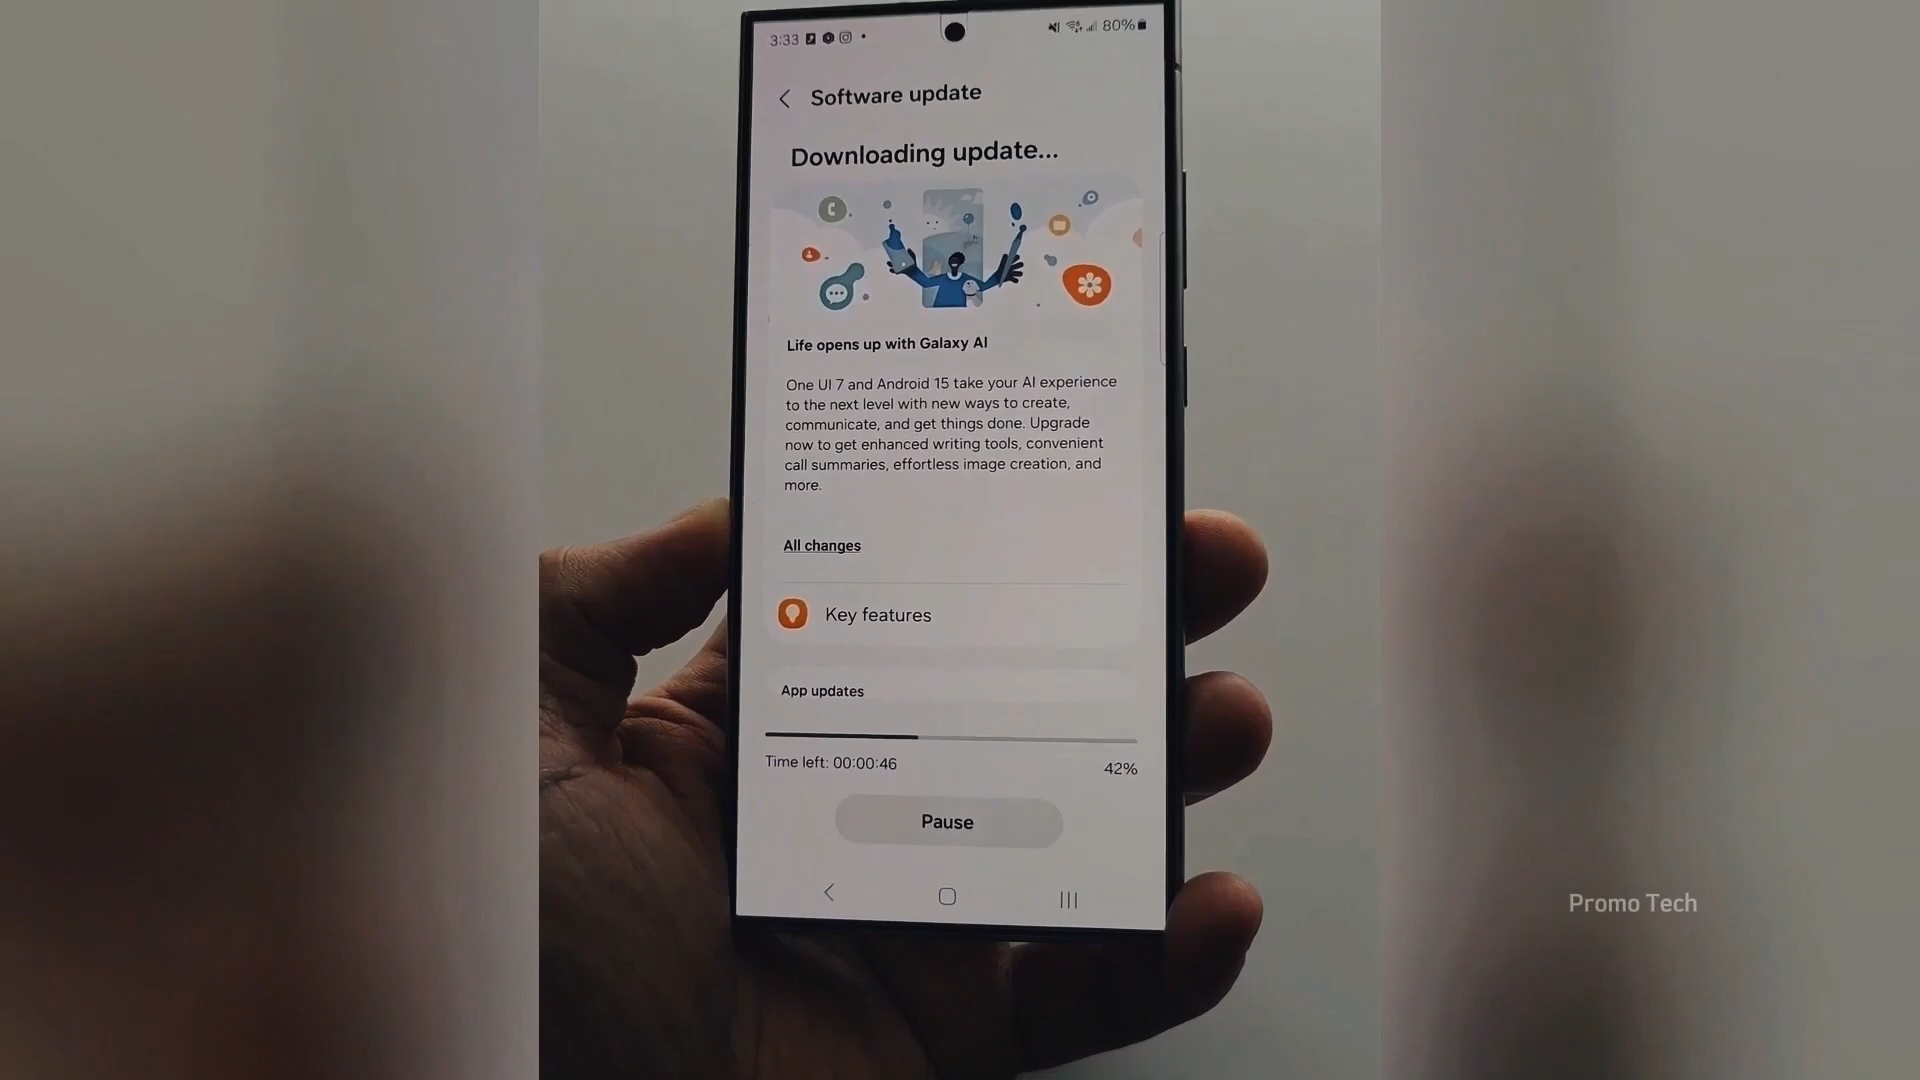 3:33
80%
Software update
Downloading update...
Life opens up with Galaxy AI
One UI 7 and Android 15 take your AI experience
to the next level with new ways to create,
communicate, and get things done. Upgrade
now to get enhanced writing tools, convenient
call summaries, effortless image creation, and
more.
All changes
Key features
App updates
Time left: 00:00:46
42%
Pause
Promo Tech